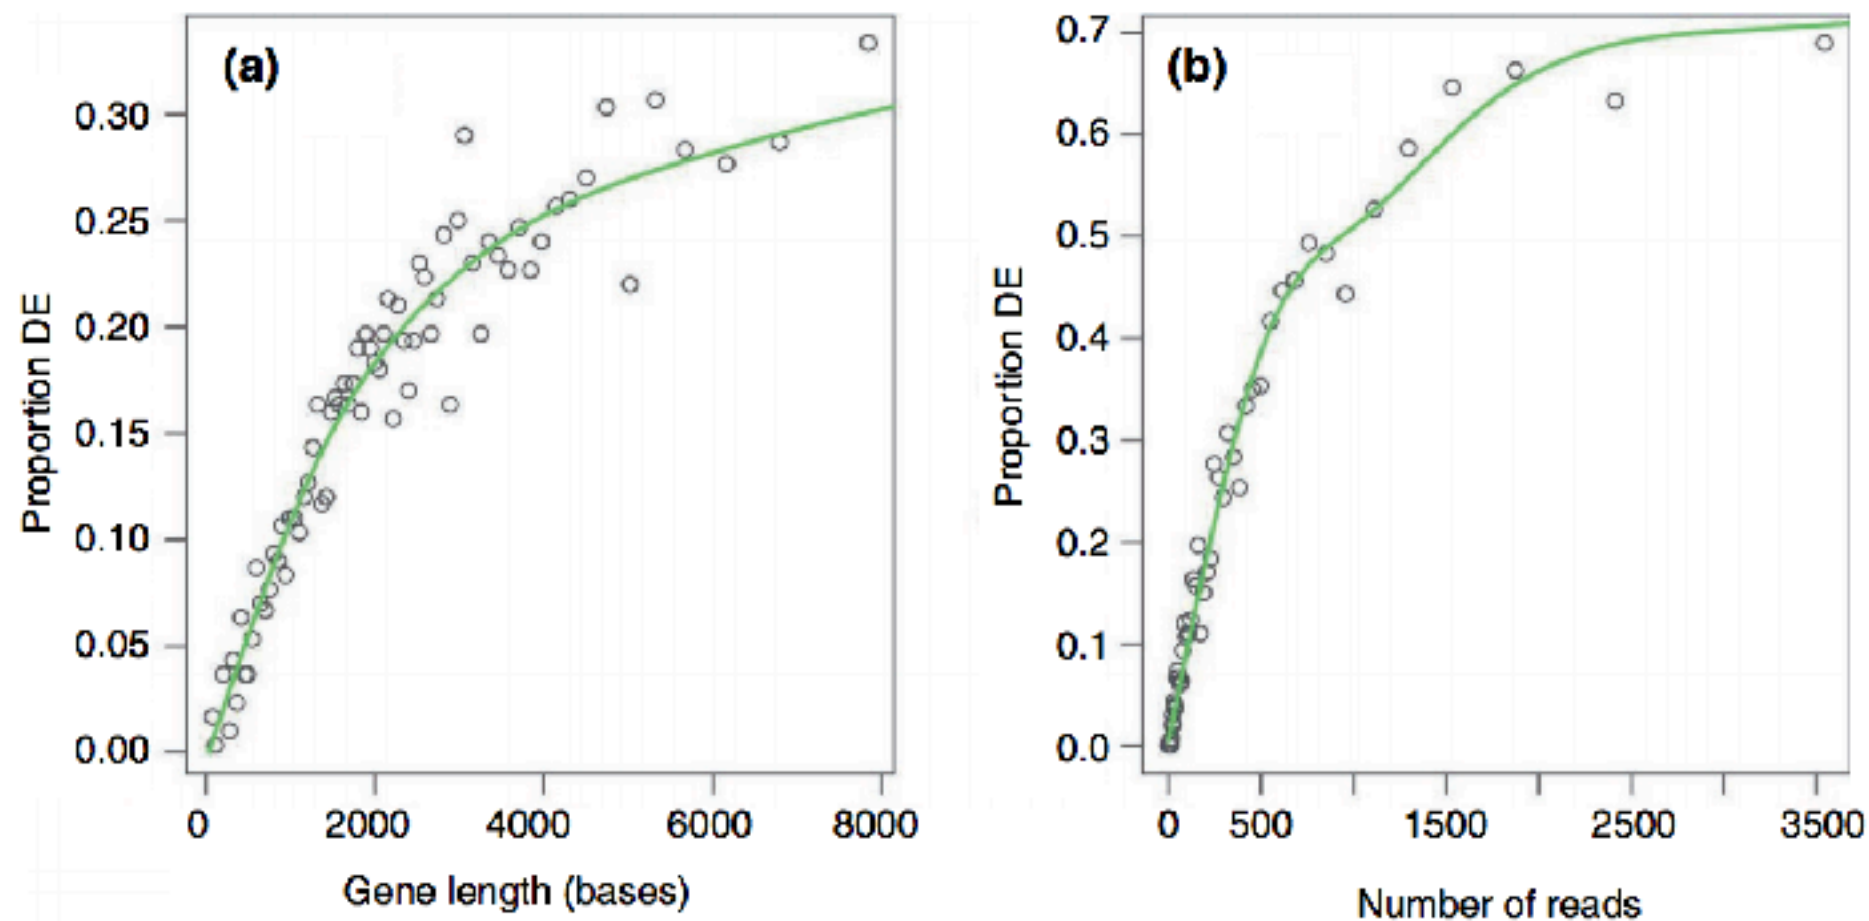 (a)
Proportion DE
0.30
0.25
0.20
0.15
0.10
0.05
0.00
0 2000 4000 6000 8000
Gene length (bases)
(b)
Proportion DE
0.7
0.6
0.5
0.4
0.3
0.2
0.1
0.0
0 500 1500 2500 3500
Number of reads